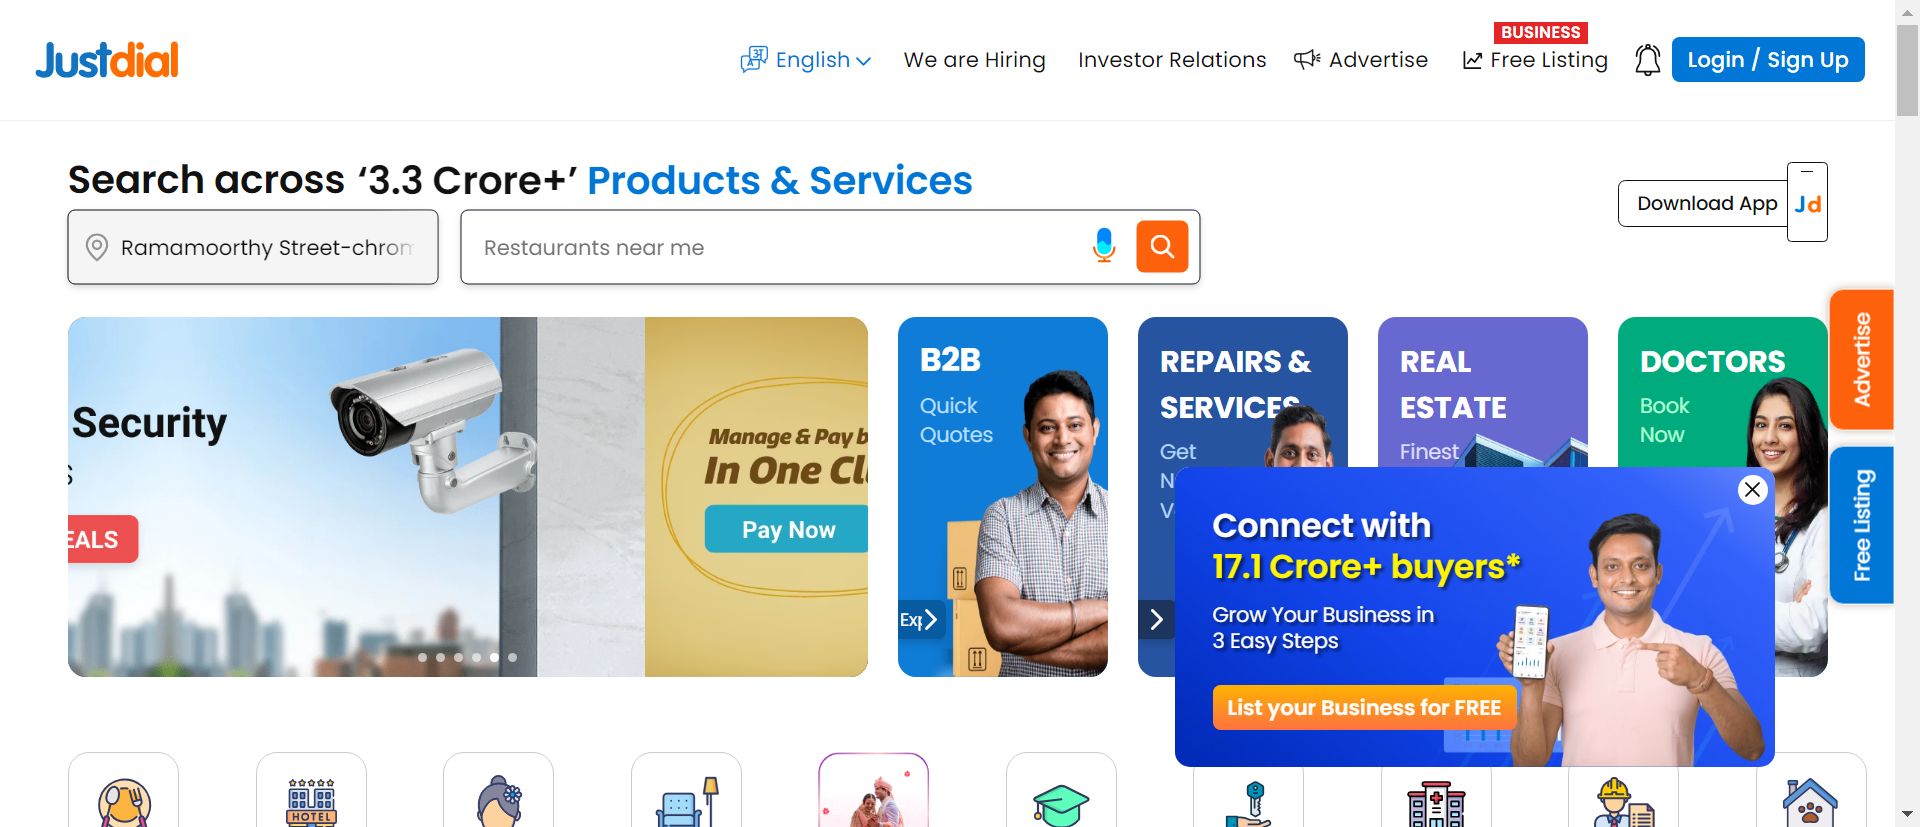 Justdial
English
We are Hiring
Investor Relations
Advertise
BUSINESS
Free Listing
Login / Sign Up
Search across ‘3.3 Crore+’ Products & Services
Download App
Jd
Ramamoorthy Street-chrom
Restaurants near me
Security
EALS
Manage & Pay b
In One Cl
Pay Now
B2B
Quick
Quotes
Exp
REPAIRS &
SERVICES
Get
N
V
REAL
ESTATE
Finest
DOCTORS
Book
Now
Advertise
Free Listing
Connect with
17.1 Crore+ buyers*
Grow Your Business in
3 Easy Steps
List your Business for FREE
HOTEL